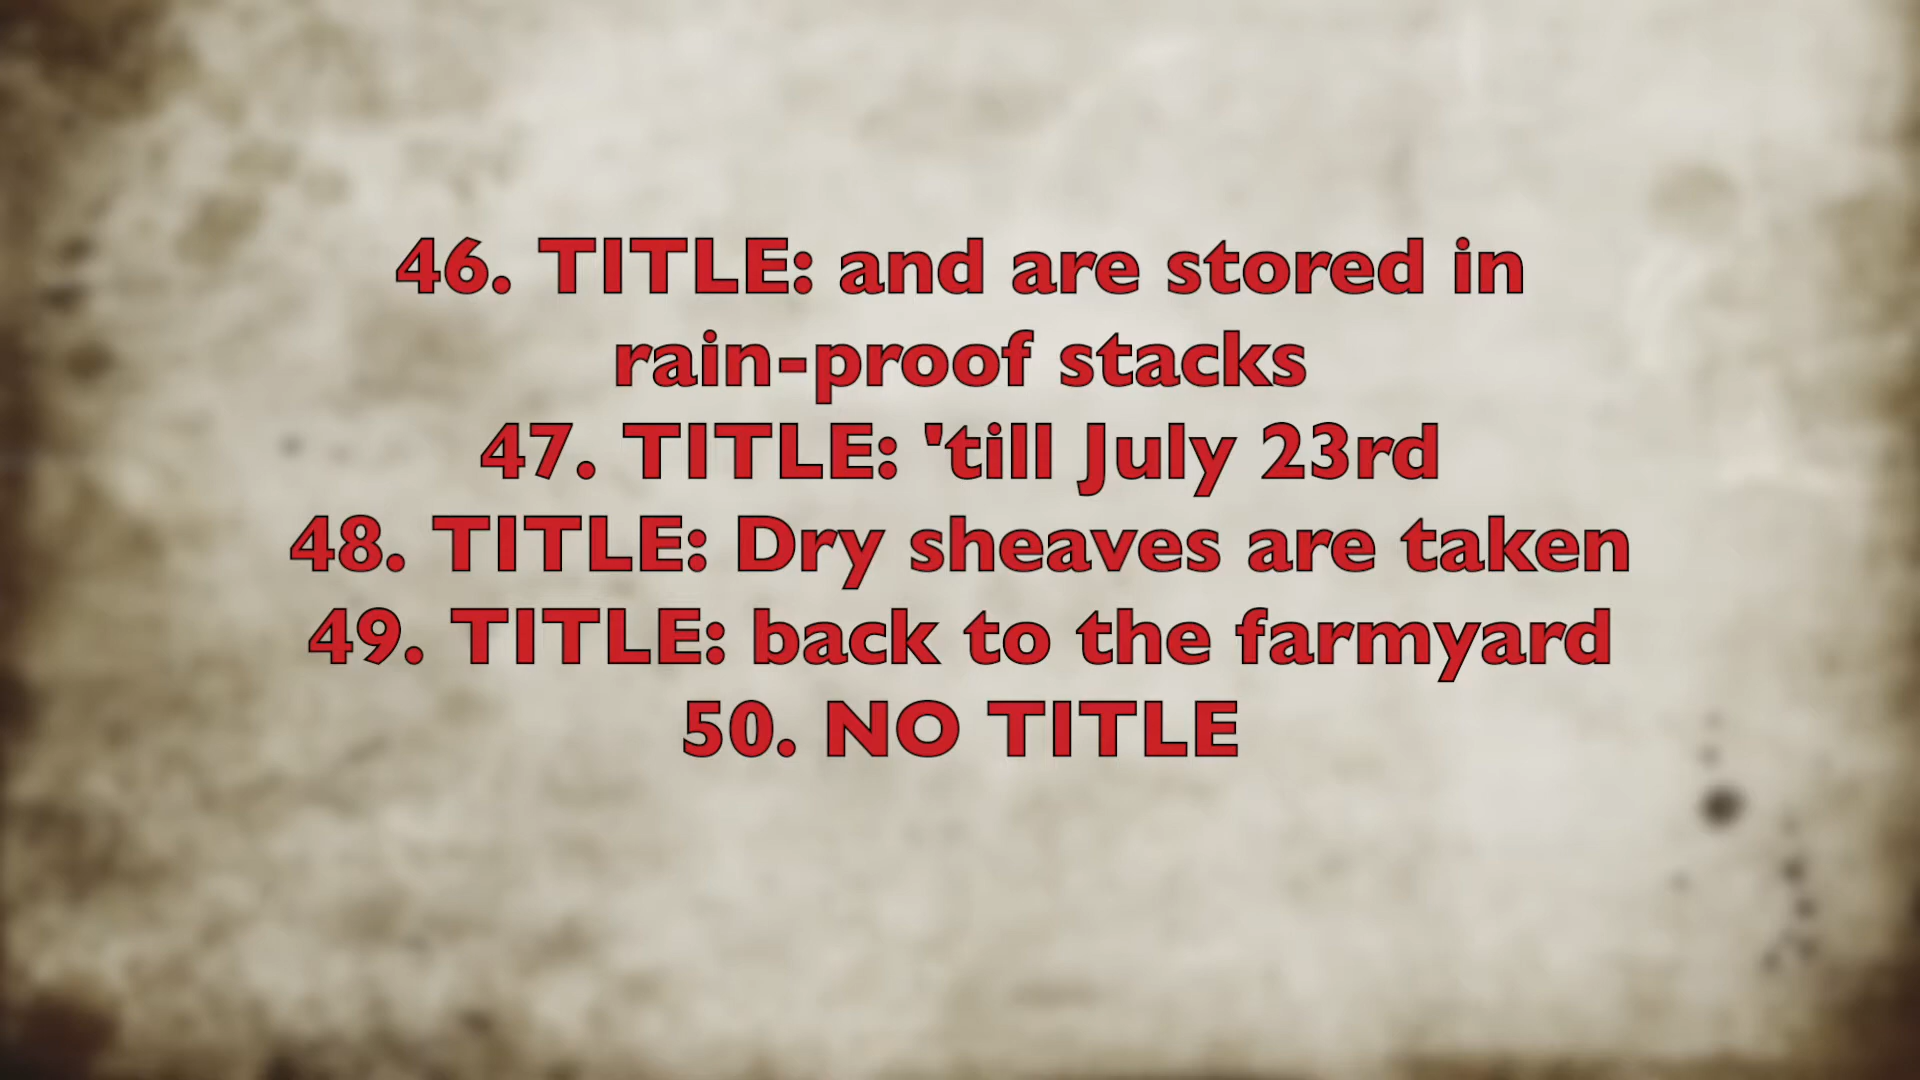 46. TITLE: and are stored in
rain-proof stacks
47. TITLE: 'till July 23rd
48. TITLE: Dry sheaves are taken
49. TITLE: back to the farmyard
50. NO TITLE